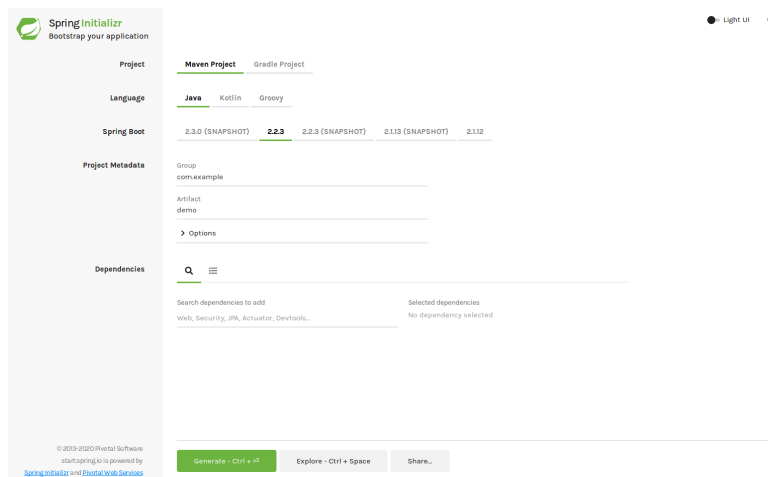 Spring Initializr
Bootstrap your application
Light UI
Project
Maven Project
Gradle Project
Language
Java
Kotlin
Groovy
Spring Boot
2.3.0 (SNAPSHOT)
2.2.3
2.2.3 (SNAPSHOT)
2.1.13 (SNAPSHOT)
2.1.12
Project Metadata
Group
com.example
Artifact
demo
Options
Dependencies
Search dependencies to add
Web, Security, JPA, Actuator, Devtools...
Selected dependencies
No dependency selected
© 2013-2020 Pivotal Software
start.spring.io is powered by
Spring Initializr and Pivotal Web Services
Generate - Ctrl + ⏎
Explore - Ctrl + Space
Share...